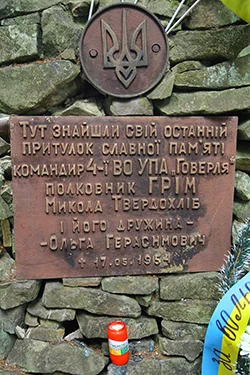 ТУТ ЗНАЙШЛИ СВІЙ ОСТАННІЙ
ПРИТУЛОК СЛАВНОЇ ПАМ'ЯТІ
КОМАНДИР 4-ї ВО УПА „ГОВЕРЛЯ"
ПОЛКОВНИК ГРІМ
МИКОЛА ТВЕРДОХЛІБ
І ЙОГО ДРУЖИНА-
-ОЛЬГА ГЕРАСИМОВИЧ
† 17.05.1954